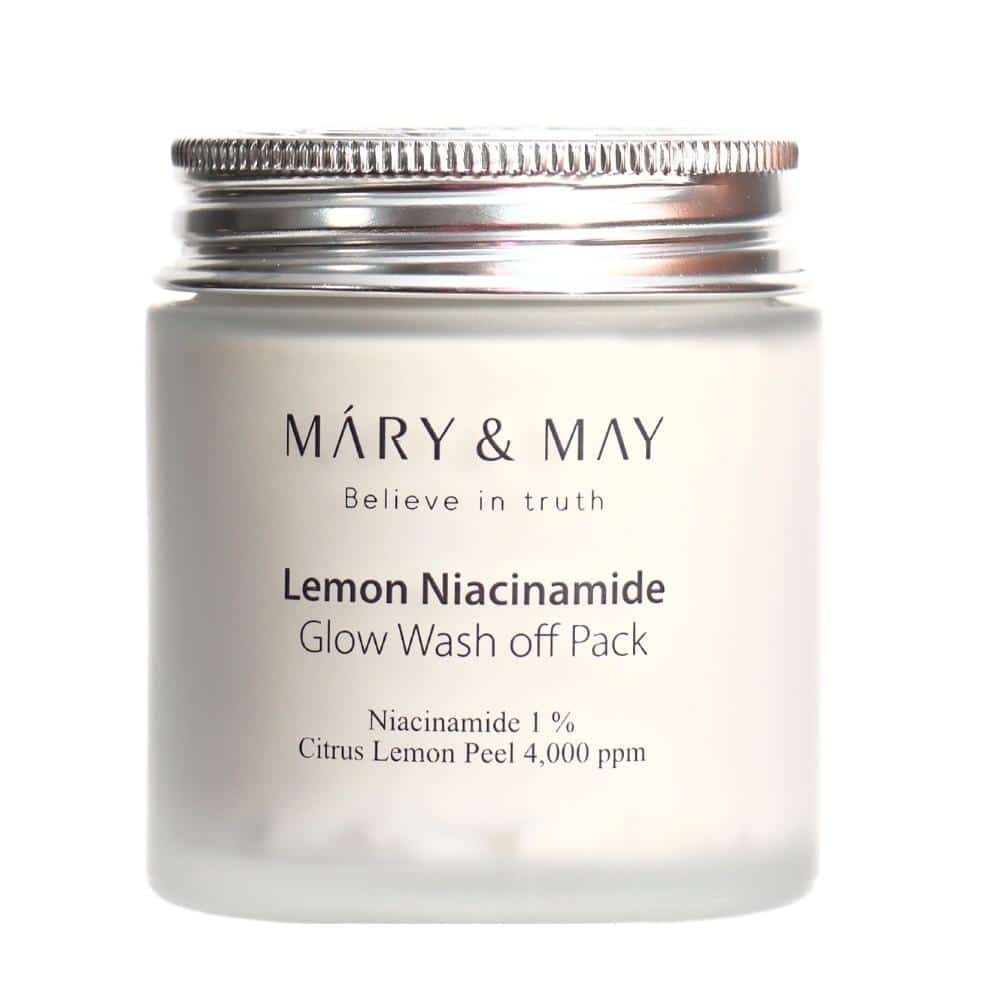 MÁRY & MAY
Believe in truth
Lemon Niacinamide
Glow Wash off Pack
Niacinamide 1 %
Citrus Lemon Peel 4,000 ppm